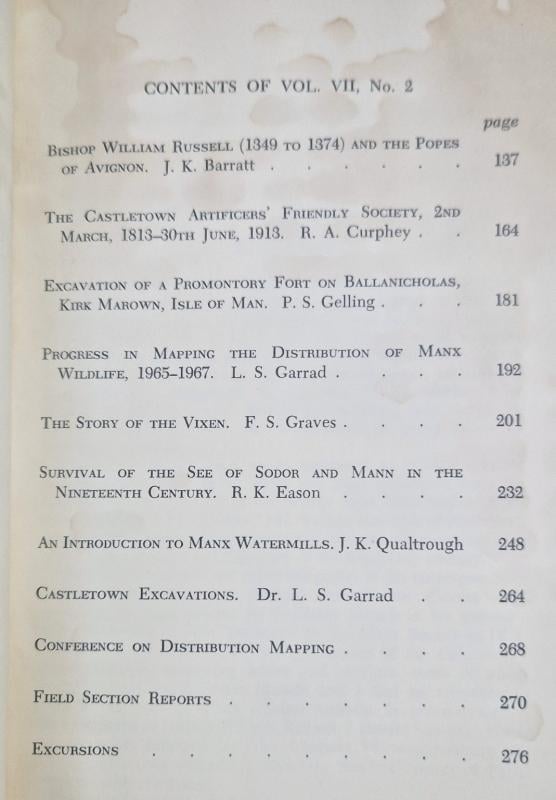 CONTENTS OF VOL. VII, No. 2
page
BISHOP WILLIAM RUSSELL (1349 TO 1374) AND THE POPES
OF AVIGNON. J. K. Barratt . . . . . . 137
THE CASTLETOWN ARTIFICERS' FRIENDLY SOCIETY, 2ND
MARCH, 1813–30TH JUNE, 1913. R. A. Curphey . . 164
EXCAVATION OF A PROMONTORY FORT ON BALLANICHOLAS,
KIRK MAROWN, ISLE OF MAN. P. S. Gelling . . . 181
PROGRESS IN MAPPING THE DISTRIBUTION OF MANX
WILDLIFE, 1965–1967. L. S. Garrad . . . . 192
THE STORY OF THE VIXEN. F. S. Graves . . . . 201
SURVIVAL OF THE SEE OF SODOR AND MANN IN THE
NINETEENTH CENTURY. R. K. Eason . . . . 232
AN INTRODUCTION TO MANX WATERMILLS. J. K. Qualtrough 248
CASTLETOWN EXCAVATIONS. Dr. L. S. Garrad . . 264
CONFERENCE ON DISTRIBUTION MAPPING . . . . 268
FIELD SECTION REPORTS . . . . . . . 270
EXCURSIONS . . . . . . . . . 276